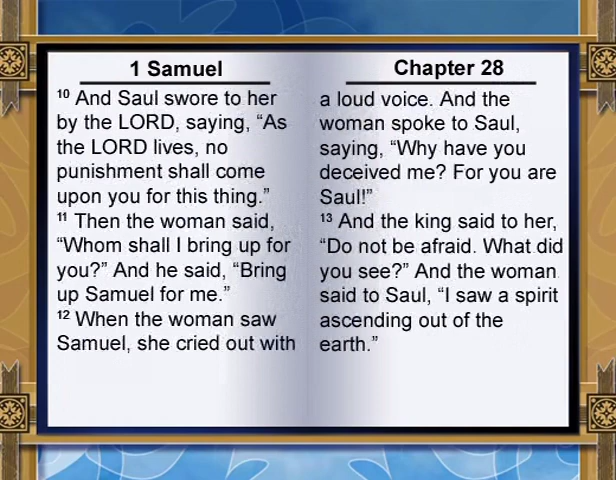 1 Samuel
¹⁰ And Saul swore to her
by the LORD, saying, “As
the LORD lives, no
punishment shall come
upon you for this thing.”
¹¹ Then the woman said,
“Whom shall I bring up for
you?” And he said, “Bring
up Samuel for me.”
¹² When the woman saw
Samuel, she cried out with
Chapter 28
a loud voice. And the
woman spoke to Saul,
saying, “Why have you
deceived me? For you are
Saul!”
¹³ And the king said to her,
“Do not be afraid. What did
you see?” And the woman
said to Saul, “I saw a spirit
ascending out of the
earth.”